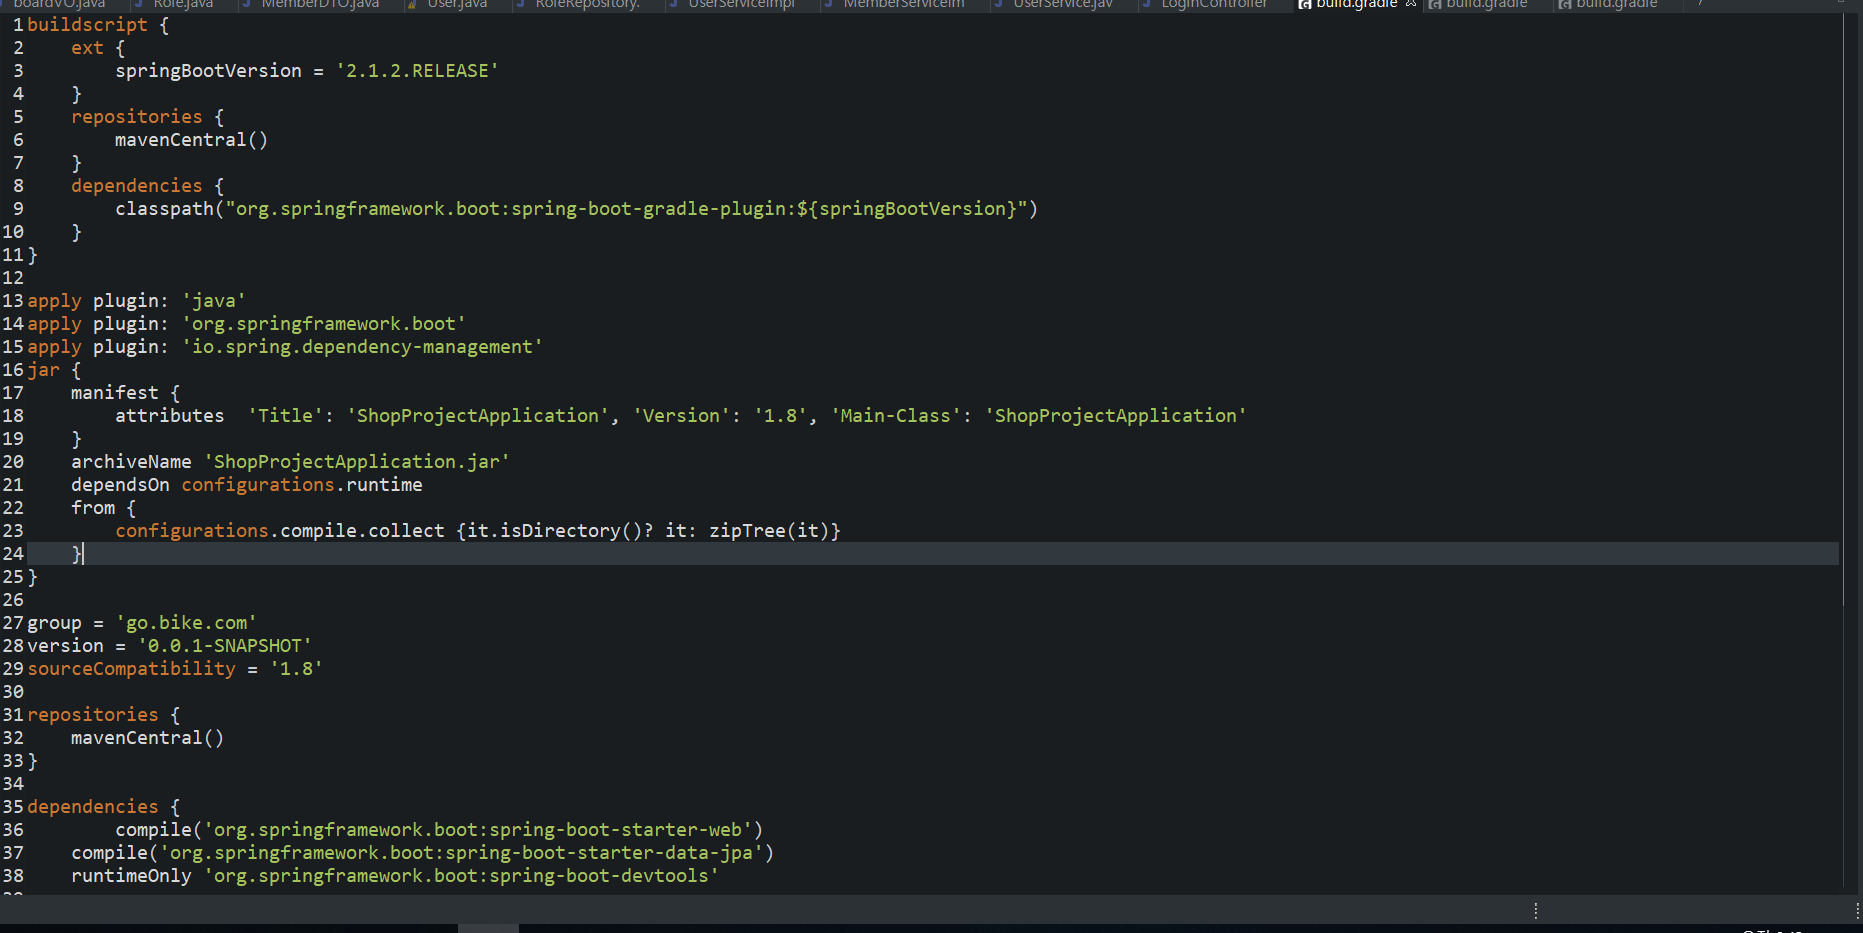 boardVO.java Role.java MemberDTO.java User.java RoleRepository. UserServiceImpl MemberServiceIm UserService.jav LoginController build.gradle build.gradle build.gradle
1 buildscript {
2     ext {
3         springBootVersion = '2.1.2.RELEASE'
4     }
5     repositories {
6         mavenCentral()
7     }
8     dependencies {
9         classpath("org.springframework.boot:spring-boot-gradle-plugin:${springBootVersion}")
10     }
11 }
12
13 apply plugin: 'java'
14 apply plugin: 'org.springframework.boot'
15 apply plugin: 'io.spring.dependency-management'
16 jar {
17     manifest {
18         attributes  'Title': 'ShopProjectApplication', 'Version': '1.8', 'Main-Class': 'ShopProjectApplication'
19     }
20     archiveName 'ShopProjectApplication.jar'
21     dependsOn configurations.runtime
22     from {
23         configurations.compile.collect {it.isDirectory()? it: zipTree(it)}
24     }
25 }
26
27 group = 'go.bike.com'
28 version = '0.0.1-SNAPSHOT'
29 sourceCompatibility = '1.8'
30
31 repositories {
32     mavenCentral()
33 }
34
35 dependencies {
36         compile('org.springframework.boot:spring-boot-starter-web')
37     compile('org.springframework.boot:spring-boot-starter-data-jpa')
38     runtimeOnly 'org.springframework.boot:spring-boot-devtools'